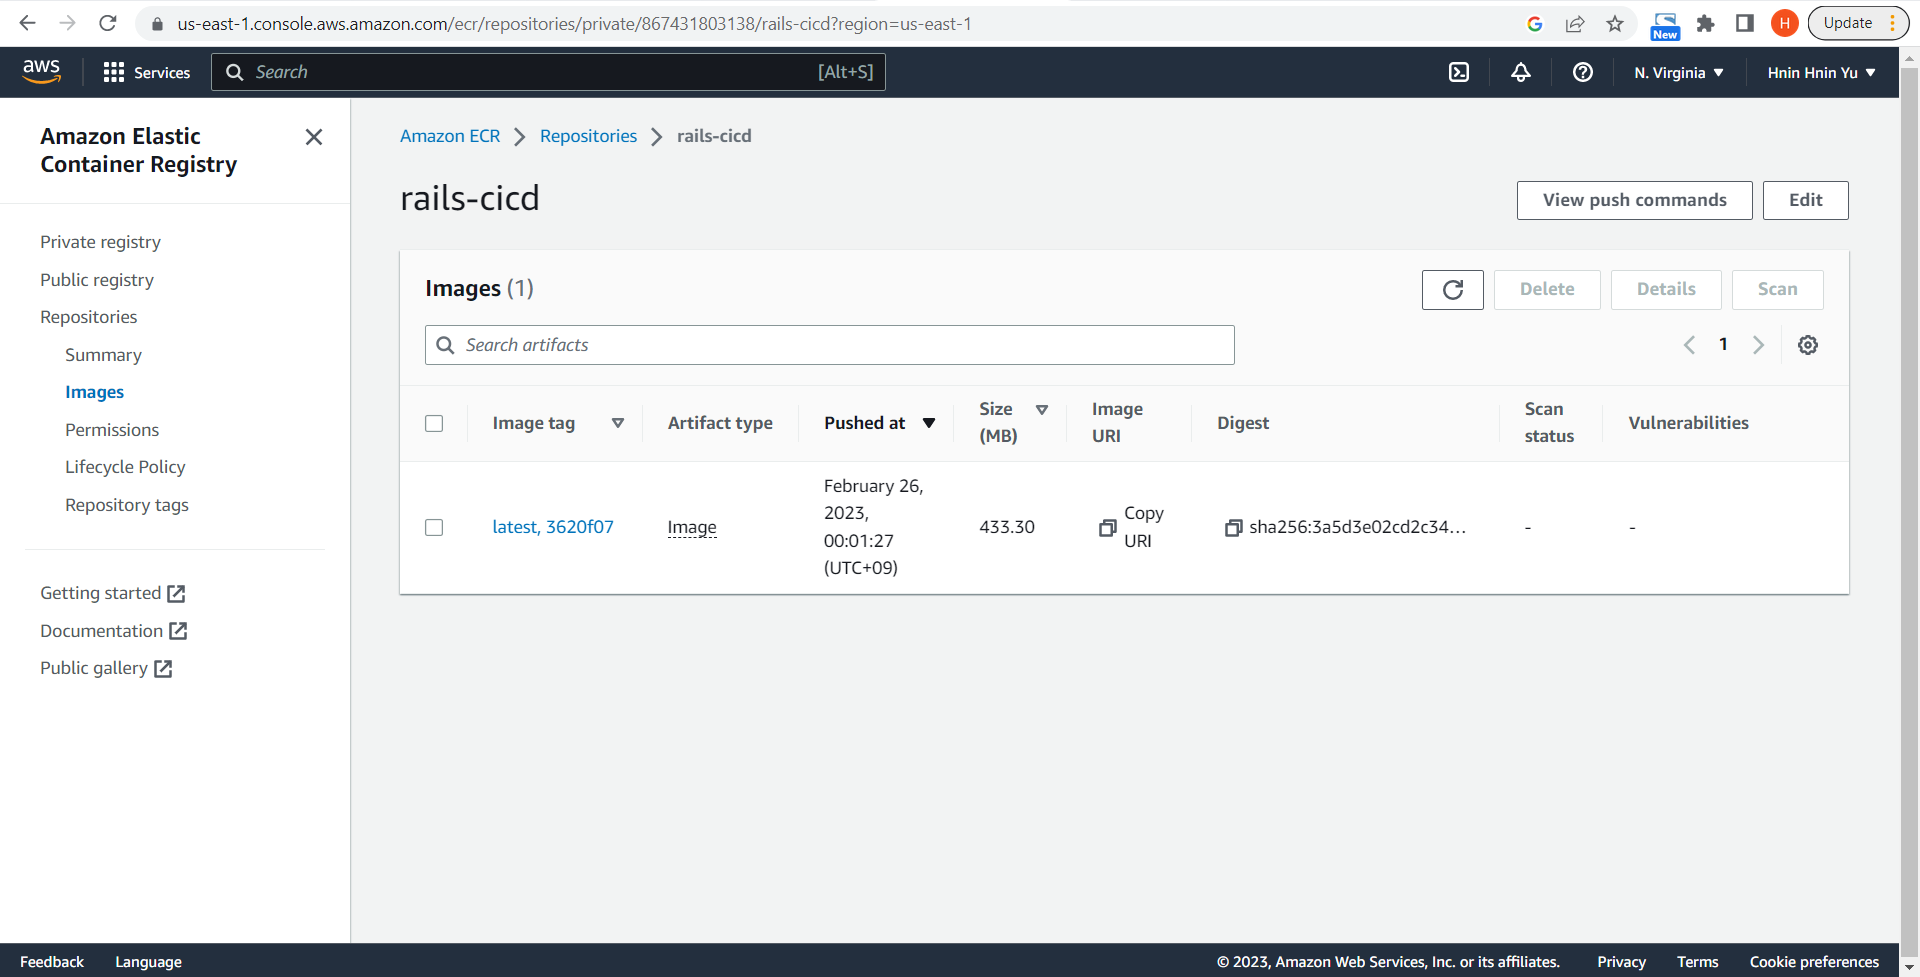 us-east-1.console.aws.amazon.com/ecr/repositories/private/867431803138/rails-cicd?region=us-east-1
New
H
Update
aws
Services
Search
[Alt+S]
N. Virginia
Hnin Hnin Yu
Amazon Elastic
Container Registry
Private registry
Public registry
Repositories
Summary
Images
Permissions
Lifecycle Policy
Repository tags
Getting started
Documentation
Public gallery
Amazon ECR
Repositories
rails-cicd
rails-cicd
View push commands
Edit
Images (1)
Delete
Details
Scan
Search artifacts
1
Image tag
Artifact type
Pushed at
Size
(MB)
Image
URI
Digest
Scan
status
Vulnerabilities
latest, 3620f07
Image
February 26,
2023,
00:01:27
(UTC+09)
433.30
Copy
URI
sha256:3a5d3e02cd2c34...
-
-
Feedback
Language
© 2023, Amazon Web Services, Inc. or its affiliates.
Privacy
Terms
Cookie preferences